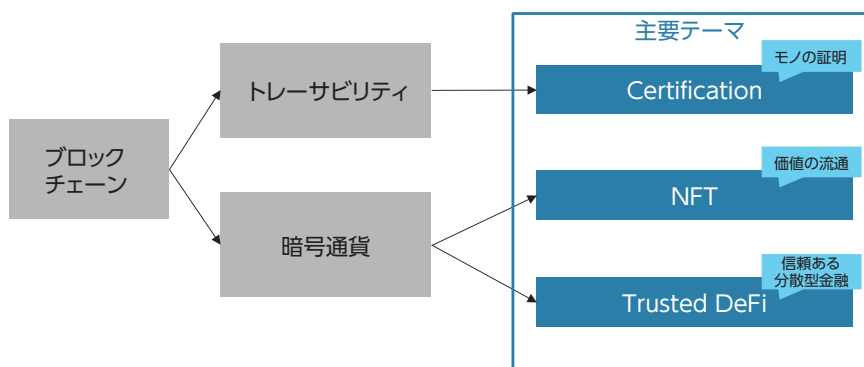 主要テーマ
モノの証明
トレーサビリティ
Certification
ブロック
チェーン
価値の流通
NFT
暗号通貨
信頼ある
分散型金融
Trusted DeFi